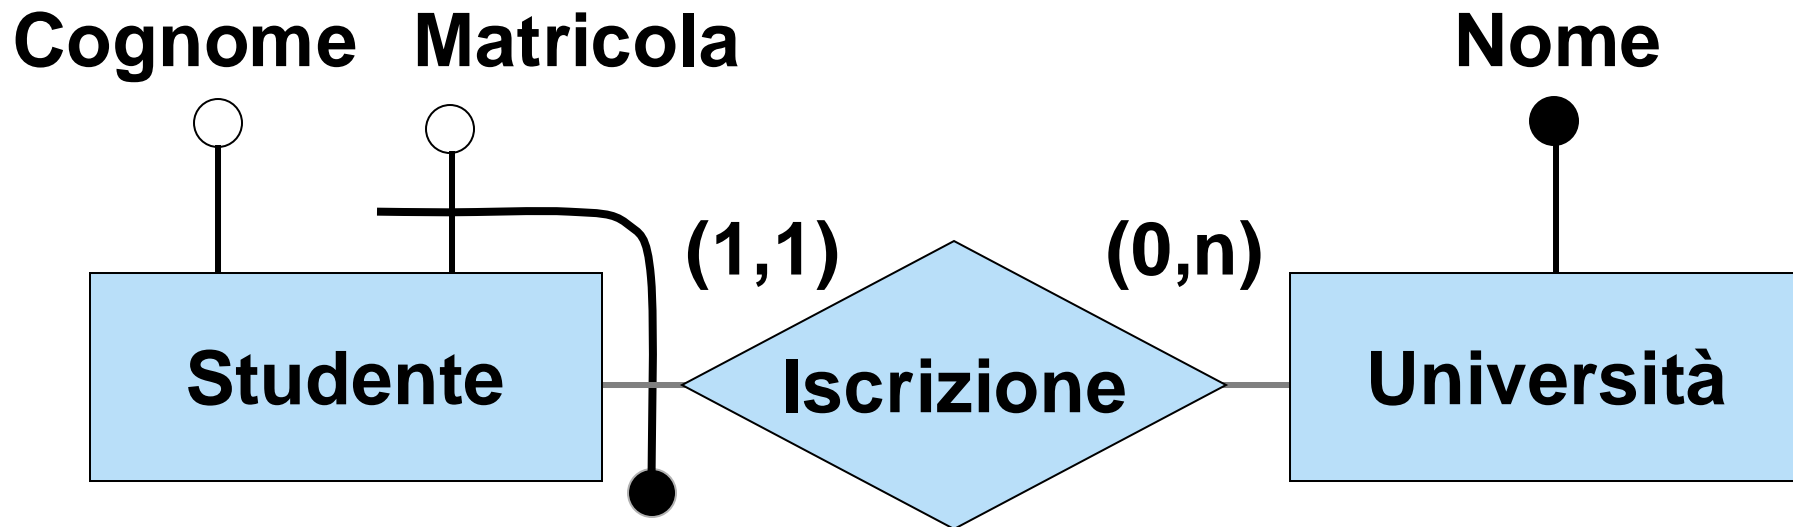 Cognome Matricola Nome
(1,1) (0,n)
Studente Iscrizione Università